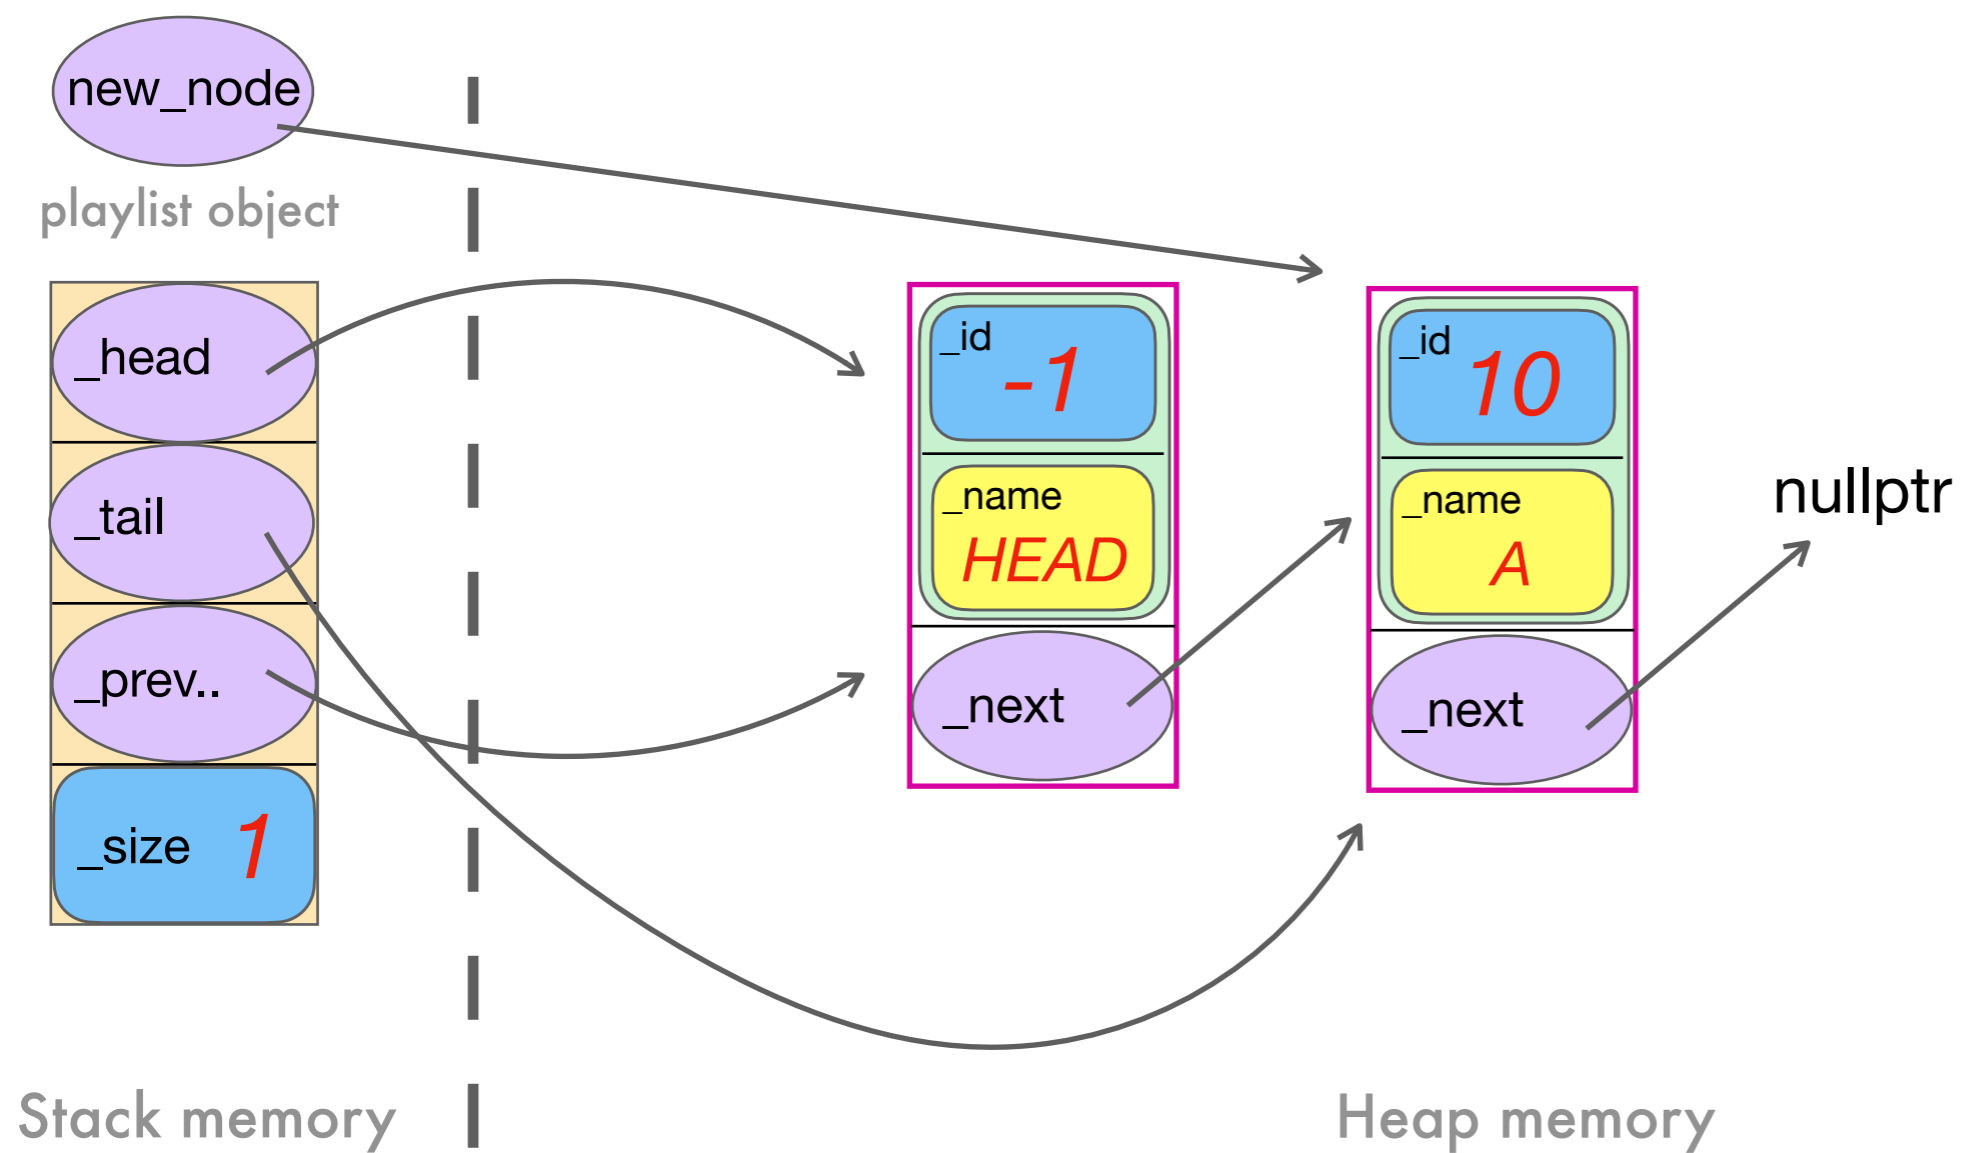 new_node
playlist object
_head
_tail
_prev..
_size 1
_id
-1
_name
HEAD
_next
_id
10
_name
A
_next
nullptr
Stack memory
Heap memory